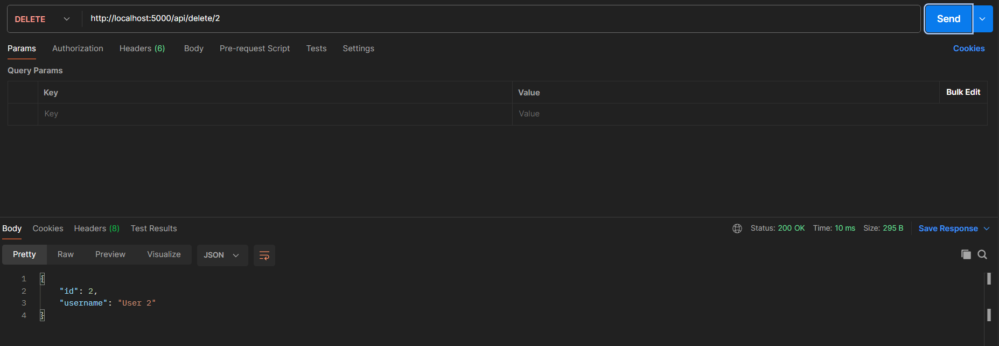 DELETE http://localhost:5000/api/delete/2 Send
Params Authorization Headers (6) Body Pre-request Script Tests Settings Cookies
Query Params
Key Value Bulk Edit
Key Value
Body Cookies Headers (8) Test Results Status: 200 OK Time: 10 ms Size: 295 B Save Response
Pretty Raw Preview Visualize JSON
1 {
2 "id": 2,
3 "username": "User 2"
4 }